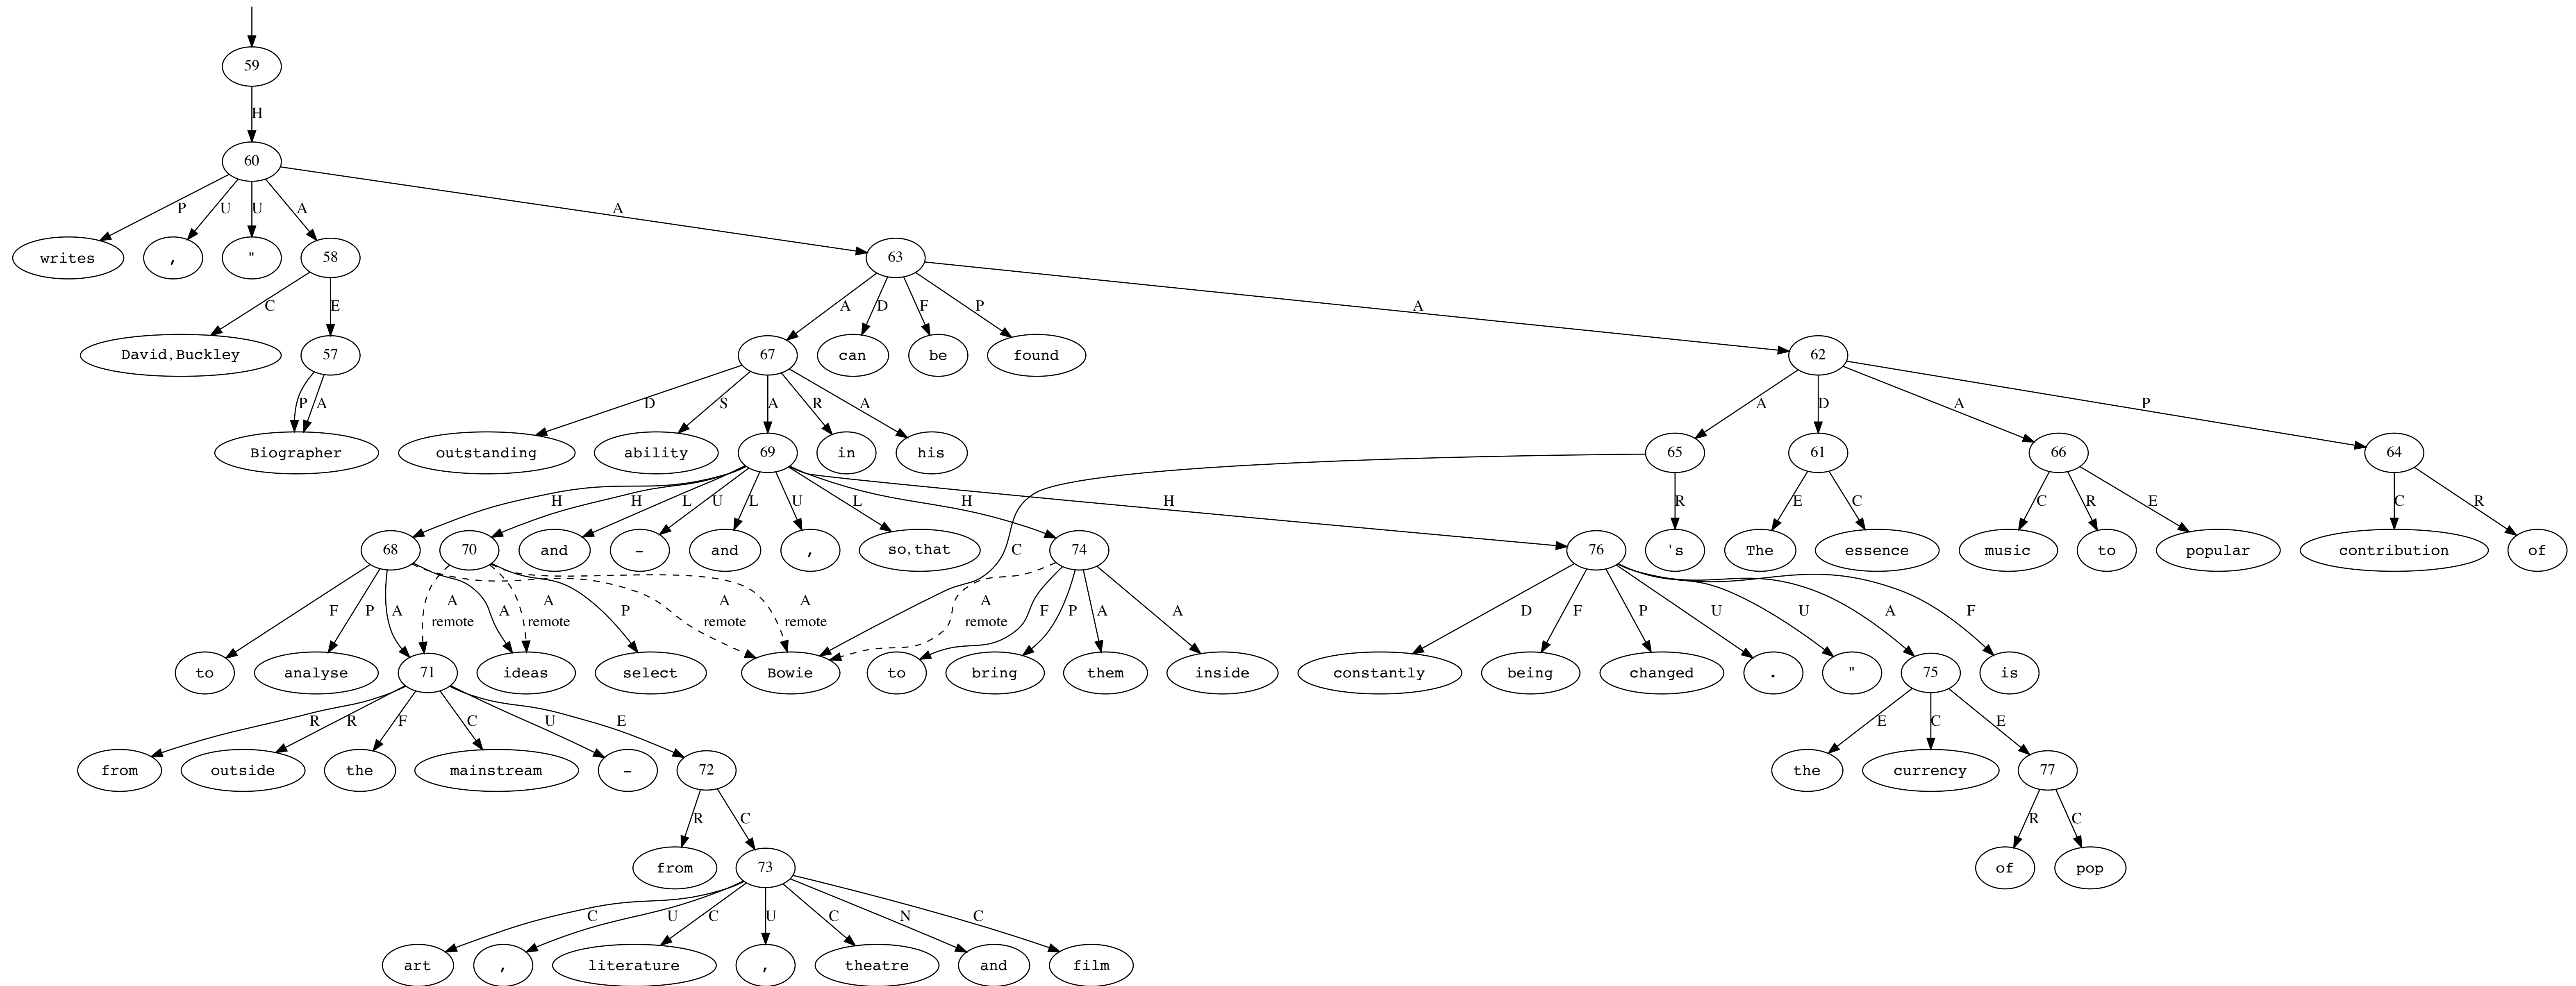 59
H
60
P U U A A
writes , " 58 63
C E A D F P A
David,Buckley 57 67 can be found 62
P A D S A R A A D A P
Biographer outstanding ability 69 in his 65 61 66 64
H H L U L U L H H C R E C C R E C R
68 70 and - and , so,that 74 76 's The essence music to popular contribution of
F P A A A A P A A A F P A A D F P U U A F
remote remote remote remote remote
to analyse 71 ideas select Bowie to bring them inside constantly being changed . " 75 is
R R F C U E E C E
from outside the mainstream - 72 the currency 77
R C R C
from 73 of pop
C U C U C N C
art , literature , theatre and film